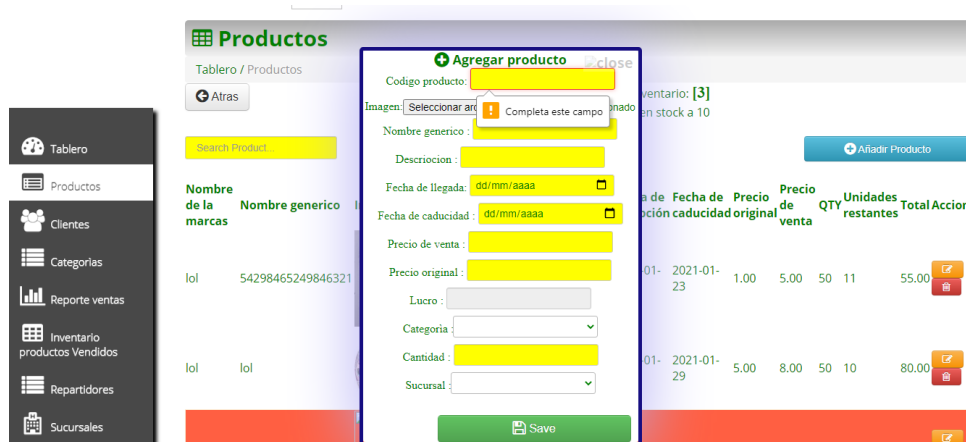 Productos
Tablero / Productos
Atras
Search Product...
Añadir Producto
ventario: [3]
en stock a 10
Tablero
Productos
Clientes
Categorias
Reporte ventas
Inventario
productos Vendidos
Repartidores
Sucursales
Agregar producto
close
Codigo producto:
Completa este campo
Imagen: Seleccionar arc
onado
Nombre generico :
Descriocion :
Fecha de llegada: dd/mm/aaaa
Fecha de caducidad : dd/mm/aaaa
Precio de venta :
Precio original :
Lucro :
Categoria :
Cantidad :
Sucursal :
Save
Nombre
de la
marcas
Nombre generico
a de
oción
Fecha de
caducidad
Precio
original
Precio
de
venta
QTY
Unidades
restantes
Total
Accion
lol 54298465249846321 -01- 2021-01-23 1.00 5.00 50 11 55.00
lol lol -01- 2021-01-29 5.00 8.00 50 10 80.00